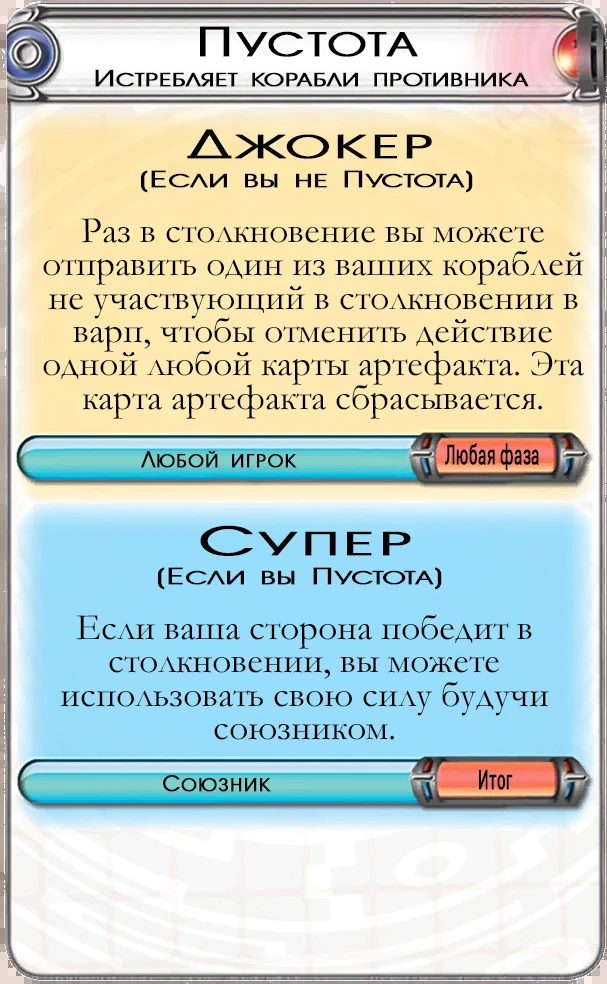 Пустота
Истребляет корабли противника
Джокер
(Если вы не Пустота)
Раз в столкновение вы можете
отправить один из ваших кораблей
не участвующий в столкновении в
варп, чтобы отменить действие
одной любой карты артефакта. Эта
карта артефакта сбрасывается.
Любой игрок Любая фаза
Супер
(Если вы Пустота)
Если ваша сторона победит в
столкновении, вы можете
использовать свою силу будучи
союзником.
Союзник Итог